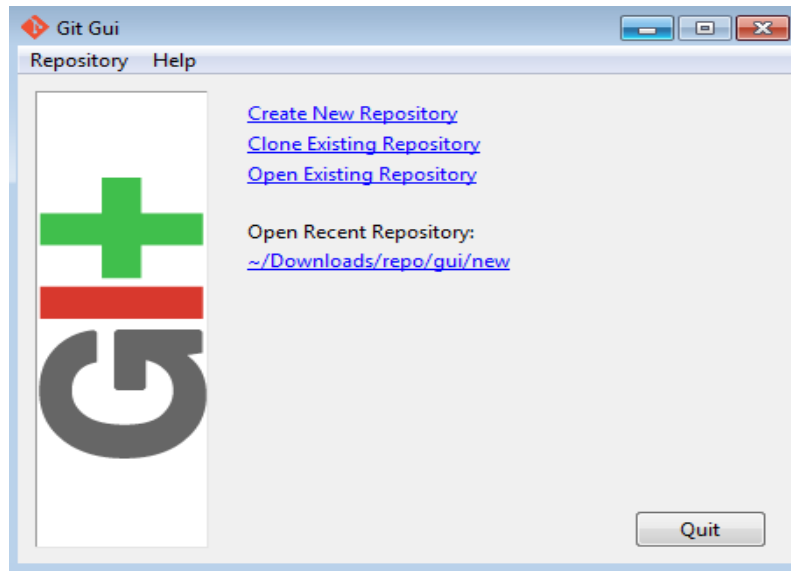 Git Gui
Repository Help
Create New Repository
Clone Existing Repository
Open Existing Repository
Open Recent Repository:
~/Downloads/repo/gui/new
GIt
Quit